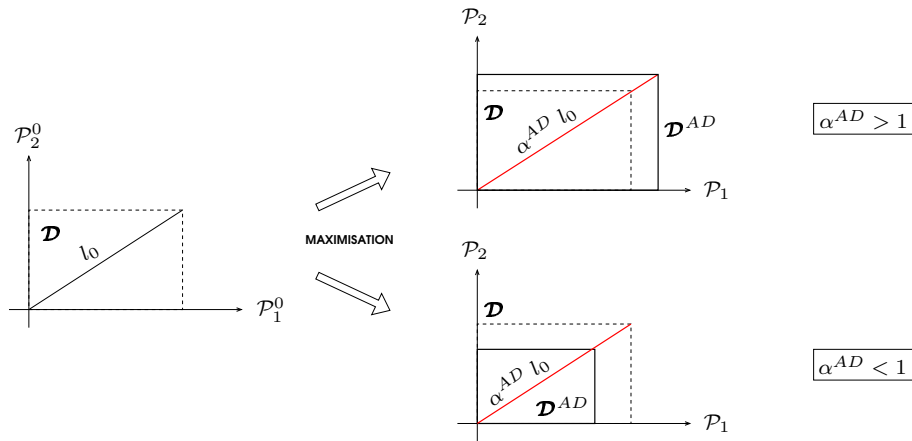 𝒫₂⁰
𝓓
l₀
𝒫₁⁰
MAXIMISATION
𝒫₂
𝓓
α^{AD} l₀
𝓓^{AD}
𝒫₁
α^{AD} > 1
𝒫₂
𝓓
α^{AD} l₀
𝓓^{AD}
𝒫₁
α^{AD} < 1